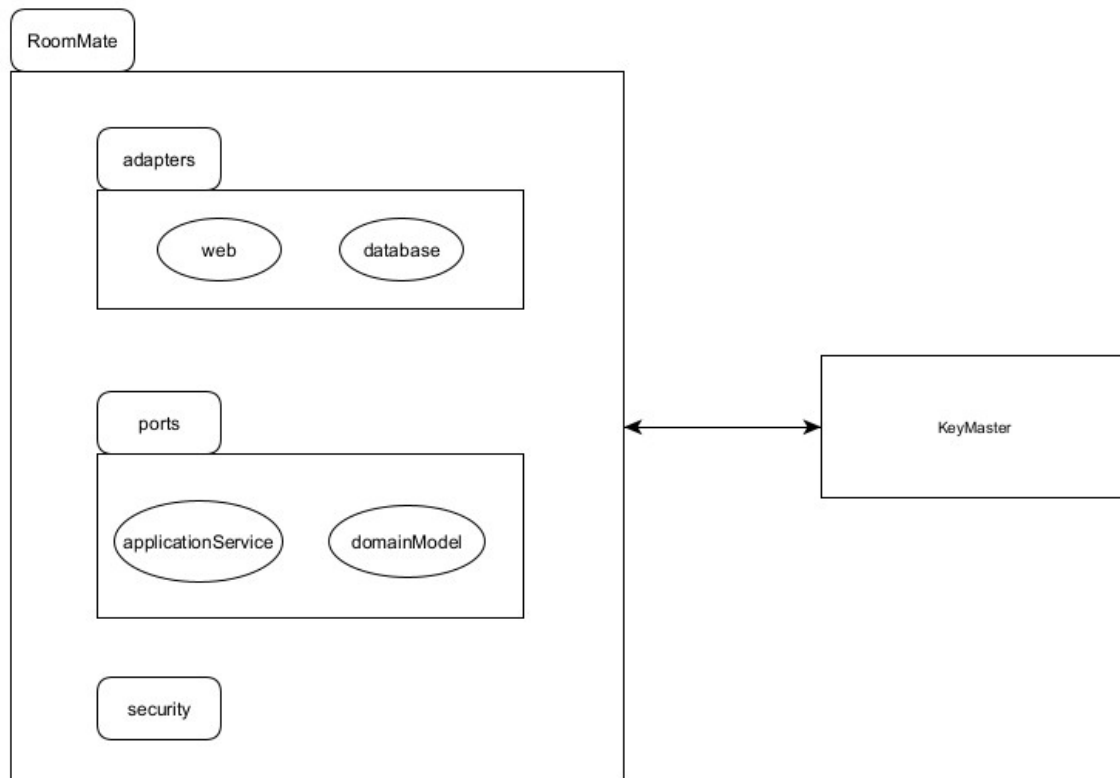 RoomMate
adapters
web
database
ports
KeyMaster
applicationService
domainModel
security